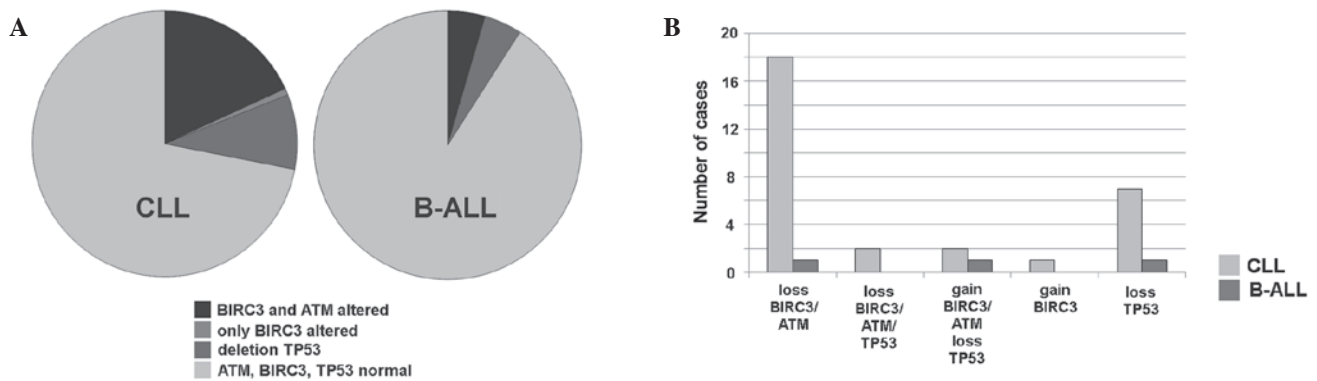 A
CLL
B-ALL
BIRC3 and ATM altered
only BIRC3 altered
deletion TP53
ATM, BIRC3, TP53 normal
B
Number of cases
20
16
12
8
4
0
loss
BIRC3/
ATM
loss
BIRC3/
ATM/
TP53
gain
BIRC3/
ATM
loss
TP53
gain
BIRC3
loss
TP53
CLL
B-ALL